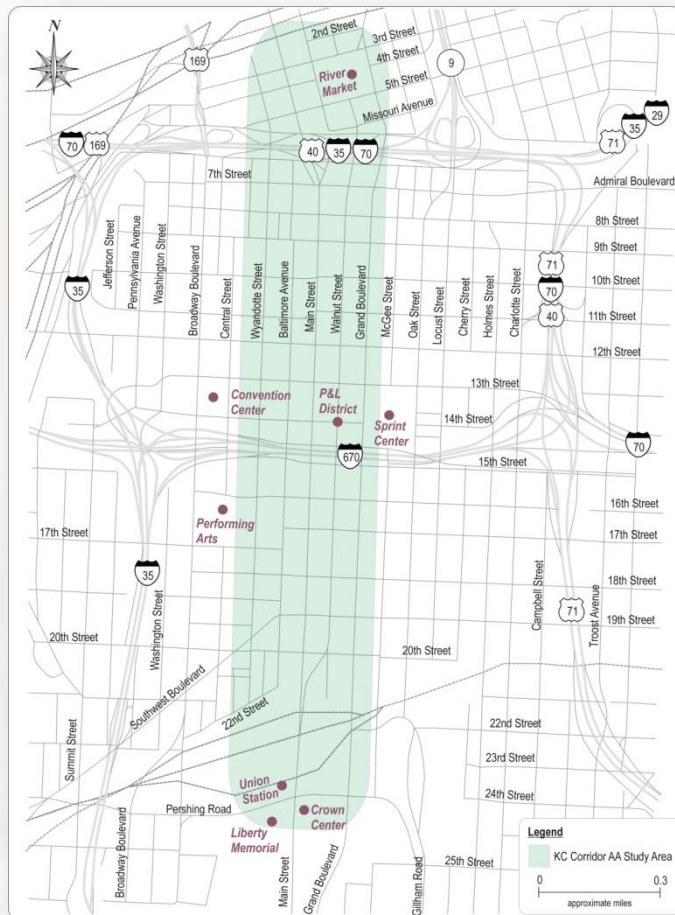 N
2nd Street
3rd Street
4th Street
5th Street
Missouri Avenue
169
9
River
Market
29
35
71
70
169
40
35
70
7th Street
Admiral Boulevard
8th Street
9th Street
10th Street
11th Street
12th Street
71
70
40
35
Jefferson Street
Pennsylvania Avenue
Washington Street
Broadway Boulevard
Central Street
Wyandotte Street
Baltimore Avenue
Main Street
Walnut Street
Grand Boulevard
McGee Street
Oak Street
Locust Street
Cherry Street
Holmes Street
Charlotte Street
Convention
Center
P&L
District
Sprint
Center
13th Street
14th Street
70
670
15th Street
16th Street
Performing
Arts
17th Street
17th Street
35
18th Street
71
19th Street
Campbell Street
Troost Avenue
Washington Street
20th Street
20th Street
Southwest Boulevard
22nd Street
22nd Street
23rd Street
24th Street
Summit Street
Union
Station
Pershing Road
Crown
Center
Liberty
Memorial
Broadway Boulevard
Main Street
Grand Boulevard
Gillham Road
25th Street
Legend
KC Corridor AA Study Area
0
0.3
approximate miles